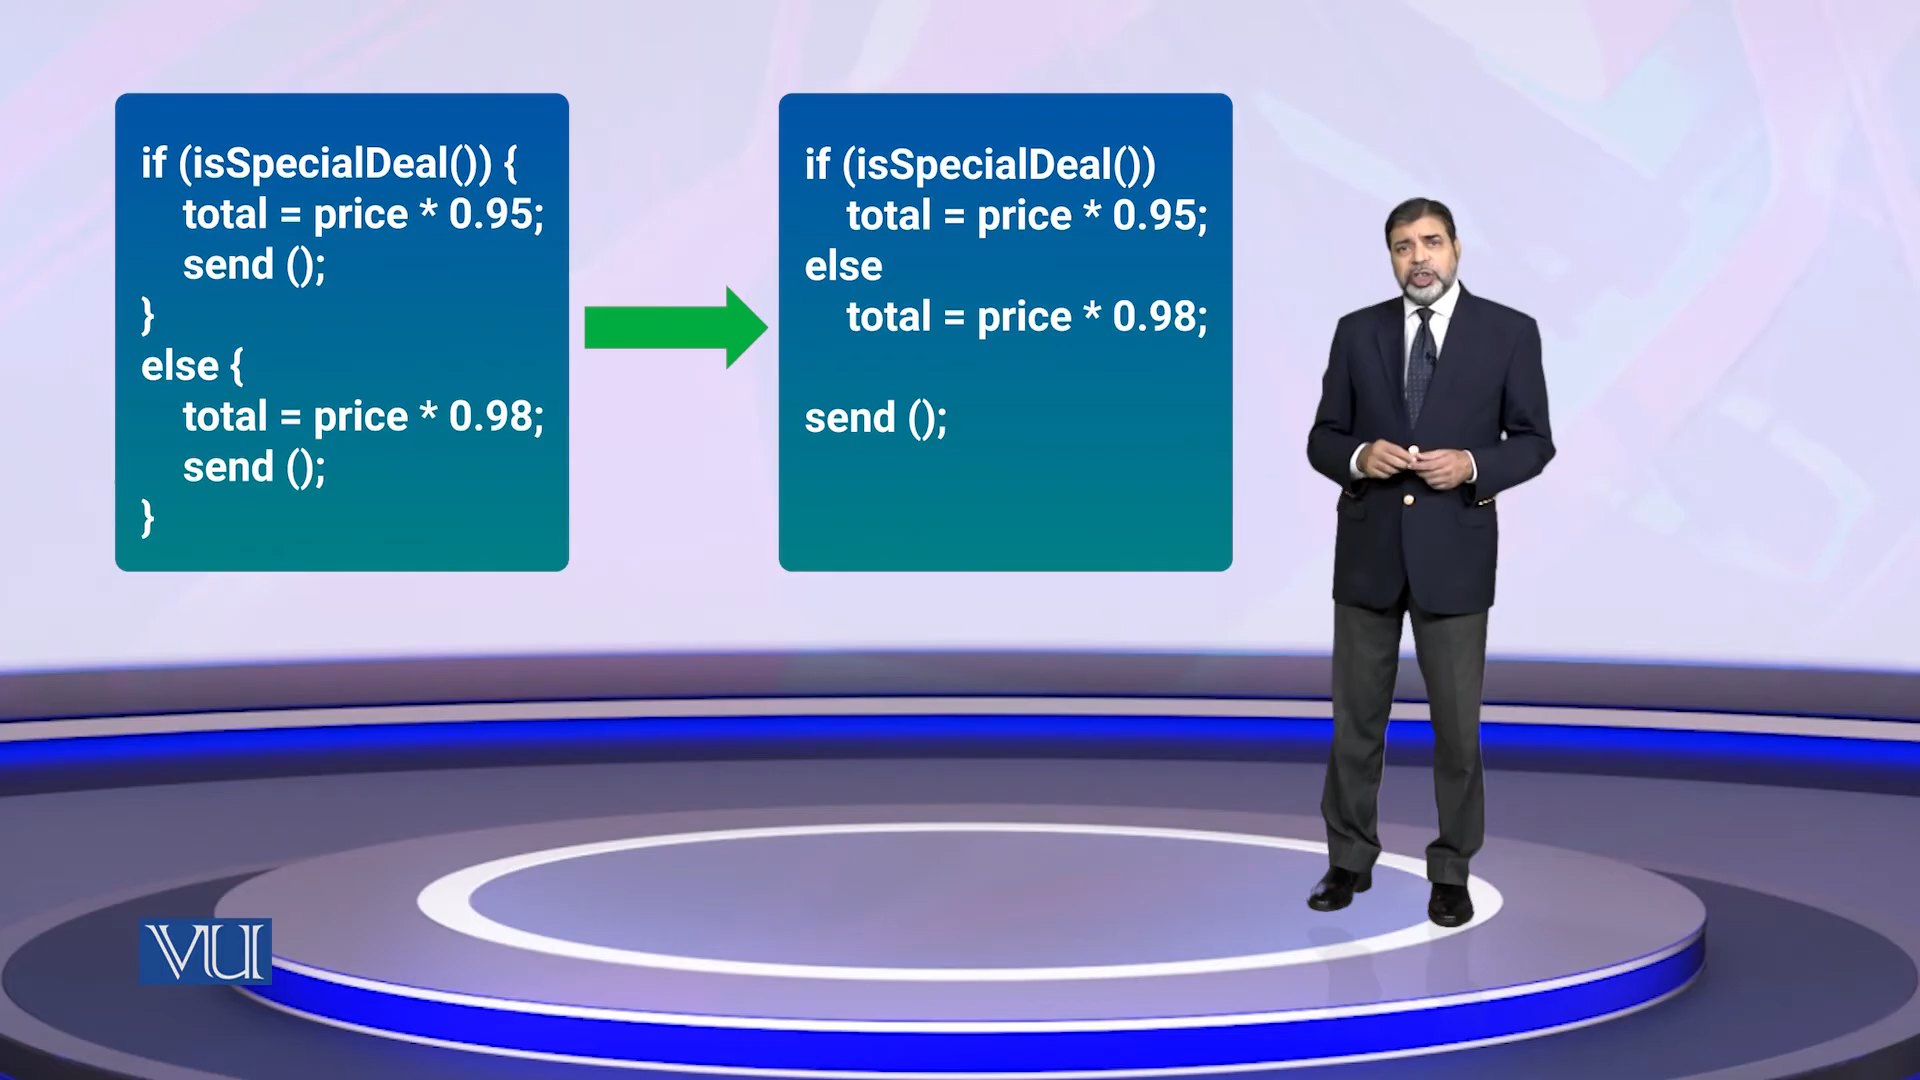 if (isSpecialDeal()) {
total = price * 0.95;
send ();
}
else {
total = price * 0.98;
send ();
}
if (isSpecialDeal())
total = price * 0.95;
else
total = price * 0.98;
send ();
VU